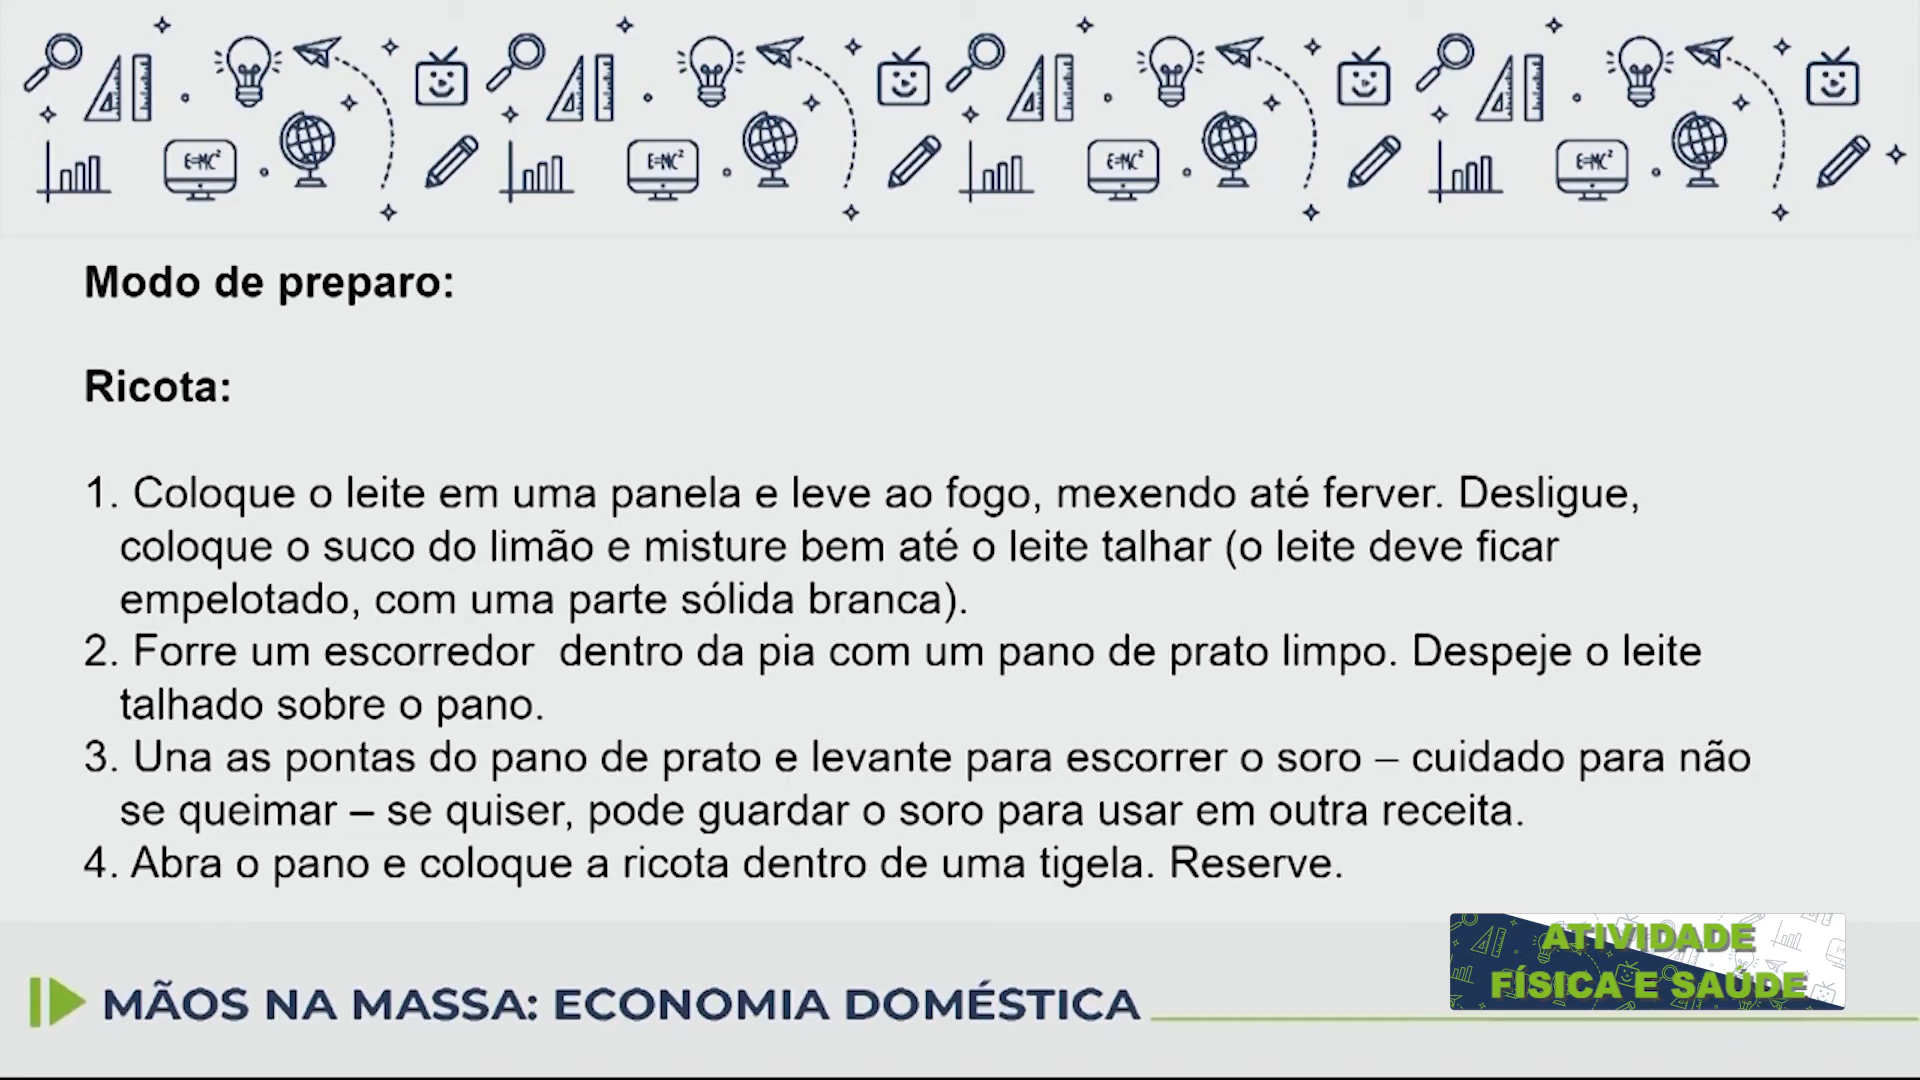 E=MC²
E=MC²
E=MC²
E=MC²
Modo de preparo:
Ricota:
1. Coloque o leite em uma panela e leve ao fogo, mexendo até ferver. Desligue,
coloque o suco do limão e misture bem até o leite talhar (o leite deve ficar
empelotado, com uma parte sólida branca).
2. Forre um escorredor  dentro da pia com um pano de prato limpo. Despeje o leite
talhado sobre o pano.
3. Una as pontas do pano de prato e levante para escorrer o soro – cuidado para não
se queimar – se quiser, pode guardar o soro para usar em outra receita.
4. Abra o pano e coloque a ricota dentro de uma tigela. Reserve.
ATIVIDADE
FÍSICA E SAÚDE
MÃOS NA MASSA: ECONOMIA DOMÉSTICA